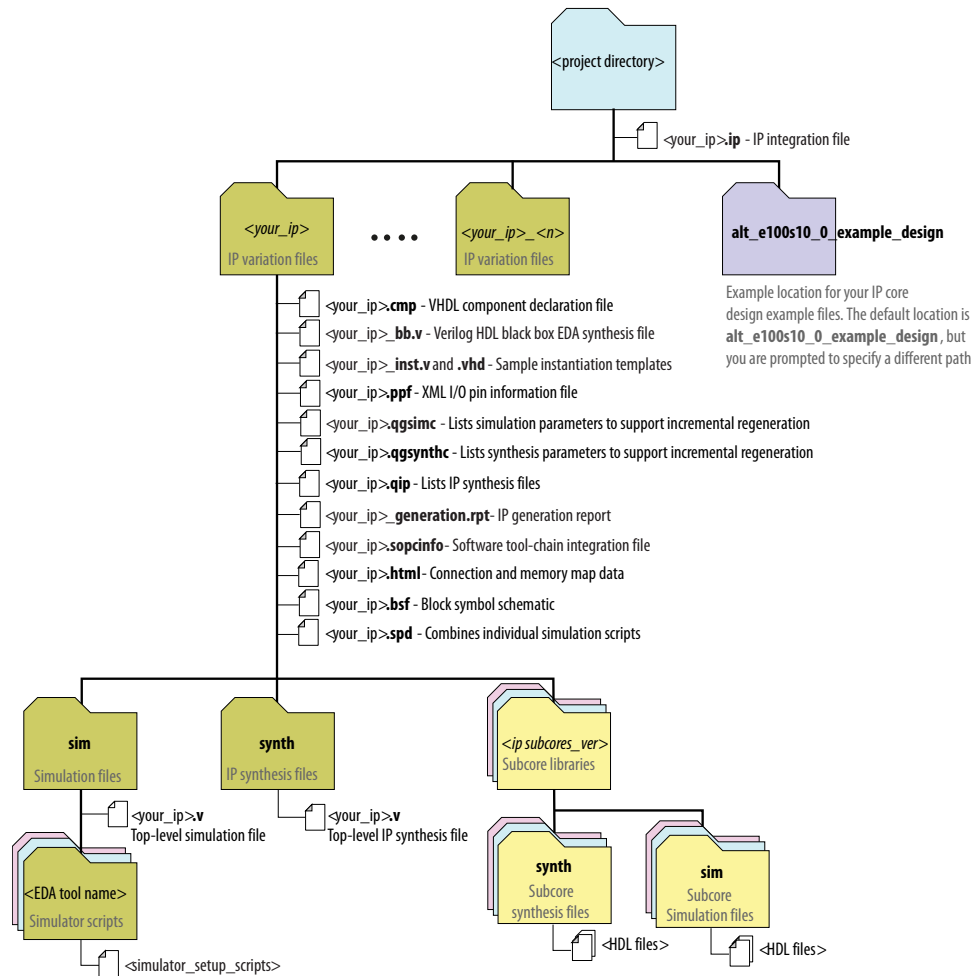 <project directory>
<your_ip>.ip - IP integration file
<your_ip>
IP variation files
<your_ip>_<n>
IP variation files
alt_e100s10_0_example_design
Example location for your IP core
design example files. The default location is
alt_e100s10_0_example_design , but
you are prompted to specify a different path
<your_ip>.cmp - VHDL component declaration file
<your_ip>_bb.v - Verilog HDL black box EDA synthesis file
<your_ip>_inst.v and .vhd - Sample instantiation templates
<your_ip>.ppf - XML I/O pin information file
<your_ip>.qgsimc - Lists simulation parameters to support incremental regeneration
<your_ip>.qgsynthc - Lists synthesis parameters to support incremental regeneration
<your_ip>.qip - Lists IP synthesis files
<your_ip>_generation.rpt- IP generation report
<your_ip>.sopcinfo- Software tool-chain integration file
<your_ip>.html- Connection and memory map data
<your_ip>.bsf - Block symbol schematic
<your_ip>.spd - Combines individual simulation scripts
sim
Simulation files
synth
IP synthesis files
<ip subcores_ver>
Subcore libraries
<your_ip>.v
Top-level simulation file
<your_ip>.v
Top-level IP synthesis file
<EDA tool name>
Simulator scripts
synth
Subcore
synthesis files
sim
Subcore
Simulation files
<HDL files>
<HDL files>
<simulator_setup_scripts>